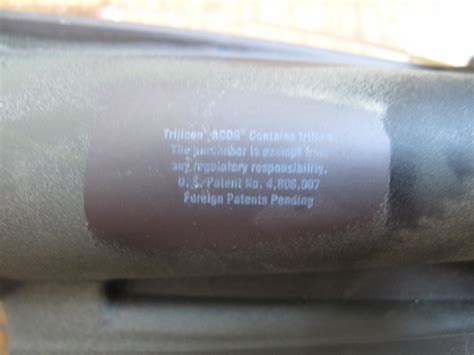 Trijicon® ACOG® Contains tritium.
The purchaser is exempt from
any regulatory responsibility.
U.S. Patent No. 4,806,007
Foreign Patents Pending